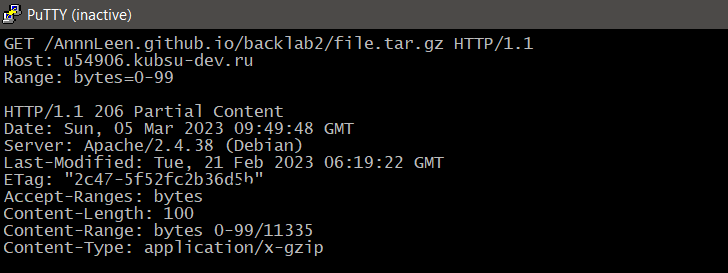 PuTTY (inactive)
GET /AnnnLeen.github.io/backlab2/file.tar.gz HTTP/1.1
Host: u54906.kubsu-dev.ru
Range: bytes=0-99

HTTP/1.1 206 Partial Content
Date: Sun, 05 Mar 2023 09:49:48 GMT
Server: Apache/2.4.38 (Debian)
Last-Modified: Tue, 21 Feb 2023 06:19:22 GMT
ETag: "2c47-5f52fc2b36d5b"
Accept-Ranges: bytes
Content-Length: 100
Content-Range: bytes 0-99/11335
Content-Type: application/x-gzip